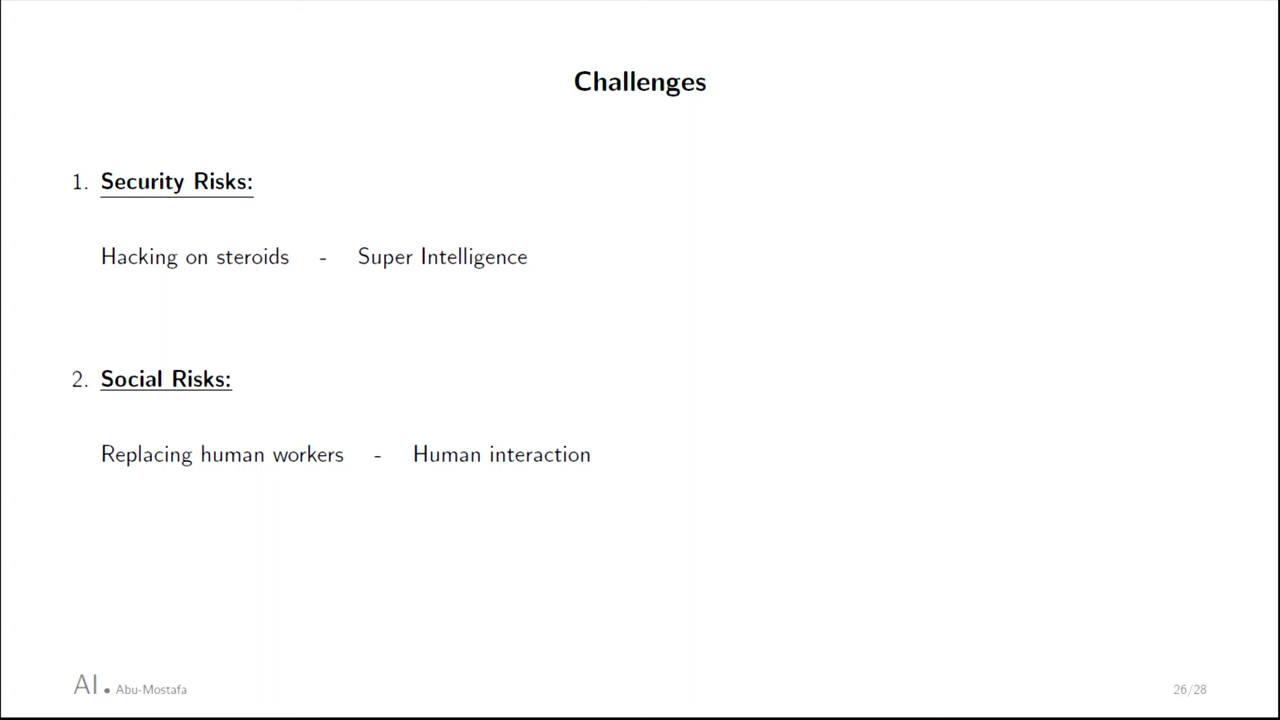 Challenges
1. Security Risks:
Hacking on steroids - Super Intelligence
2. Social Risks:
Replacing human workers - Human interaction
AI • Abu-Mostafa
26/28